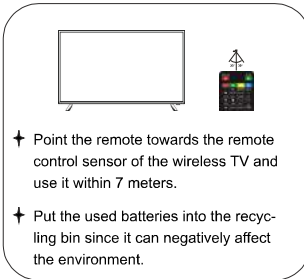 Point the remote towards the remote
control sensor of the wireless TV and
use it within 7 meters.
Put the used batteries into the recyc-
ling bin since it can negatively affect
the environment.